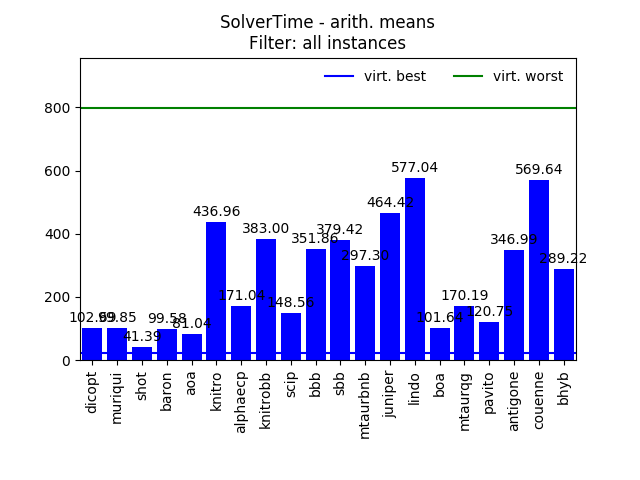 SolverTime - arith. means
Filter: all instances
virt. best
virt. worst
800
600
400
200
0
41.39
99.58
81.04
436.96
171.04
383.00
148.56
351.86
379.42
297.30
464.42
577.04
101.64
170.19
120.75
346.99
569.64
289.22
dicopt
muriqui
shot
baron
aoa
knitro
alphaecp
knitrobb
scip
bbb
sbb
mtaurbnb
juniper
lindo
boa
mtaurqg
pavito
antigone
couenne
bhyb